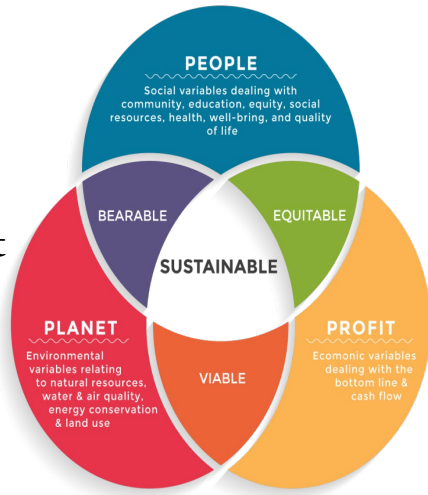 PEOPLE
Social variables dealing with
community, education, equity, social
resources, health, well-bring, and quality
of life
BEARABLE
EQUITABLE
SUSTAINABLE
PLANET
Environmental
variables relating
to natural resources,
water & air quality,
energy conservation
& land use
VIABLE
PROFIT
Ecomonic variables
dealing with the
bottom line &
cash flow